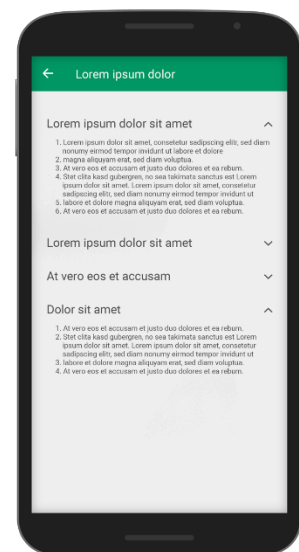 Lorem ipsum dolor
Lorem ipsum dolor sit amet
1. Lorem ipsum dolor sit amet, consetetur sadipscing elitr, sed diam
nonumy eirmod tempor invidunt ut labore et dolore
2. magna aliquyam erat, sed diam voluptua.
3. At vero eos et accusam et justo duo dolores et ea rebum.
4. Stet clita kasd gubergren, no sea takimata sanctus est Lorem
ipsum dolor sit amet. Lorem ipsum dolor sit amet, consetetur
sadipscing elitr, sed diam nonumy eirmod tempor invidunt ut
5. labore et dolore magna aliquyam erat, sed diam voluptua.
6. At vero eos et accusam et justo duo dolores et ea rebum.
Lorem ipsum dolor sit amet
At vero eos et accusam
Dolor sit amet
1. At vero eos et accusam et justo duo dolores et ea rebum.
2. Stet clita kasd gubergren, no sea takimata sanctus est Lorem
ipsum dolor sit amet. Lorem ipsum dolor sit amet, consetetur
sadipscing elitr, sed diam nonumy eirmod tempor invidunt ut
3. labore et dolore magna aliquyam erat, sed diam voluptua.
4. At vero eos et accusam et justo duo dolores et ea rebum.